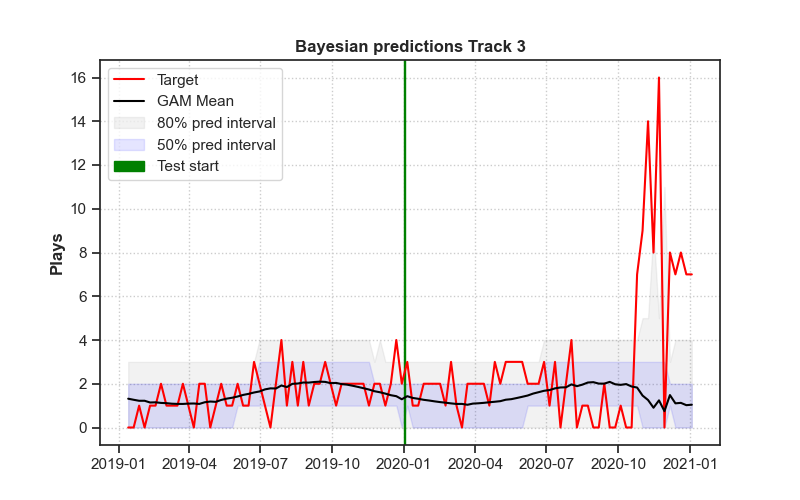 Bayesian predictions Track 3
Target
GAM Mean
80% pred interval
50% pred interval
Test start
Plays
16
14
12
10
8
6
4
2
0
2019-01 2019-04 2019-07 2019-10 2020-01 2020-04 2020-07 2020-10 2021-01